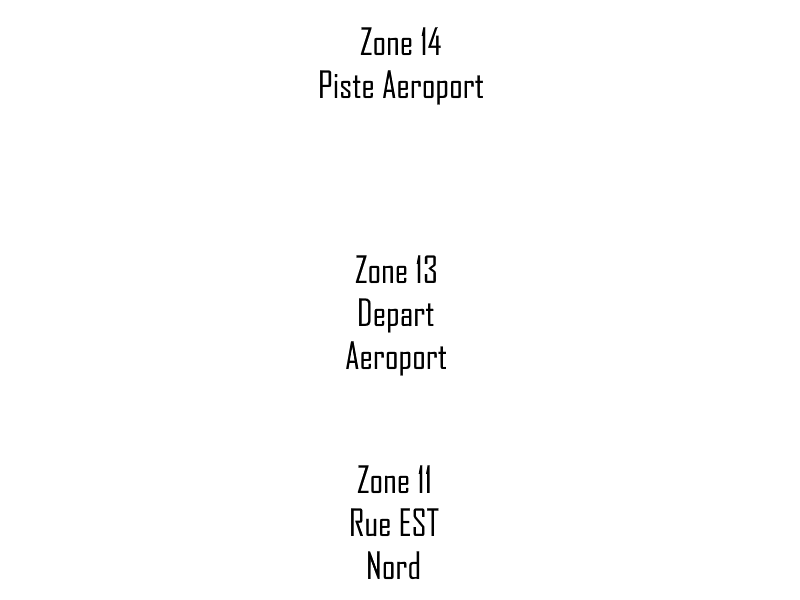 Zone 14
Piste Aeroport
Zone 13
Depart
Aeroport
Zone 11
Rue EST
Nord